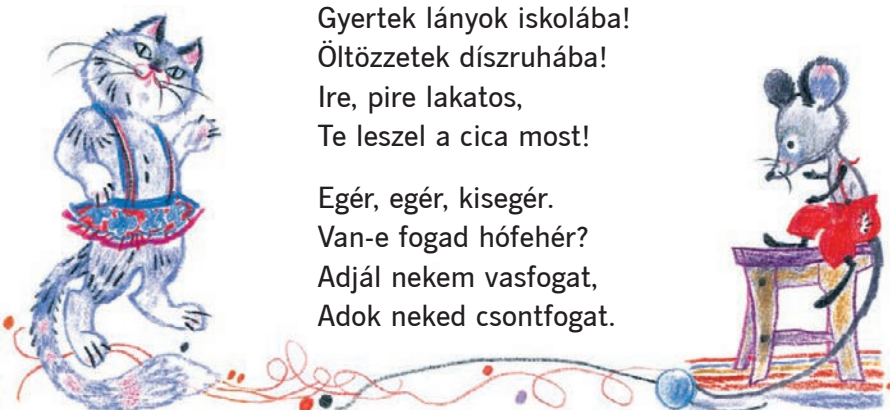 Gyertek lányok iskolába!
Öltözzetek díszruhába!
Ire, pire lakatos,
Te leszel a cica most!
Egér, egér, kisegér.
Van-e fogad hófehér?
Adjál nekem vasfogat,
Adok neked csontfogat.